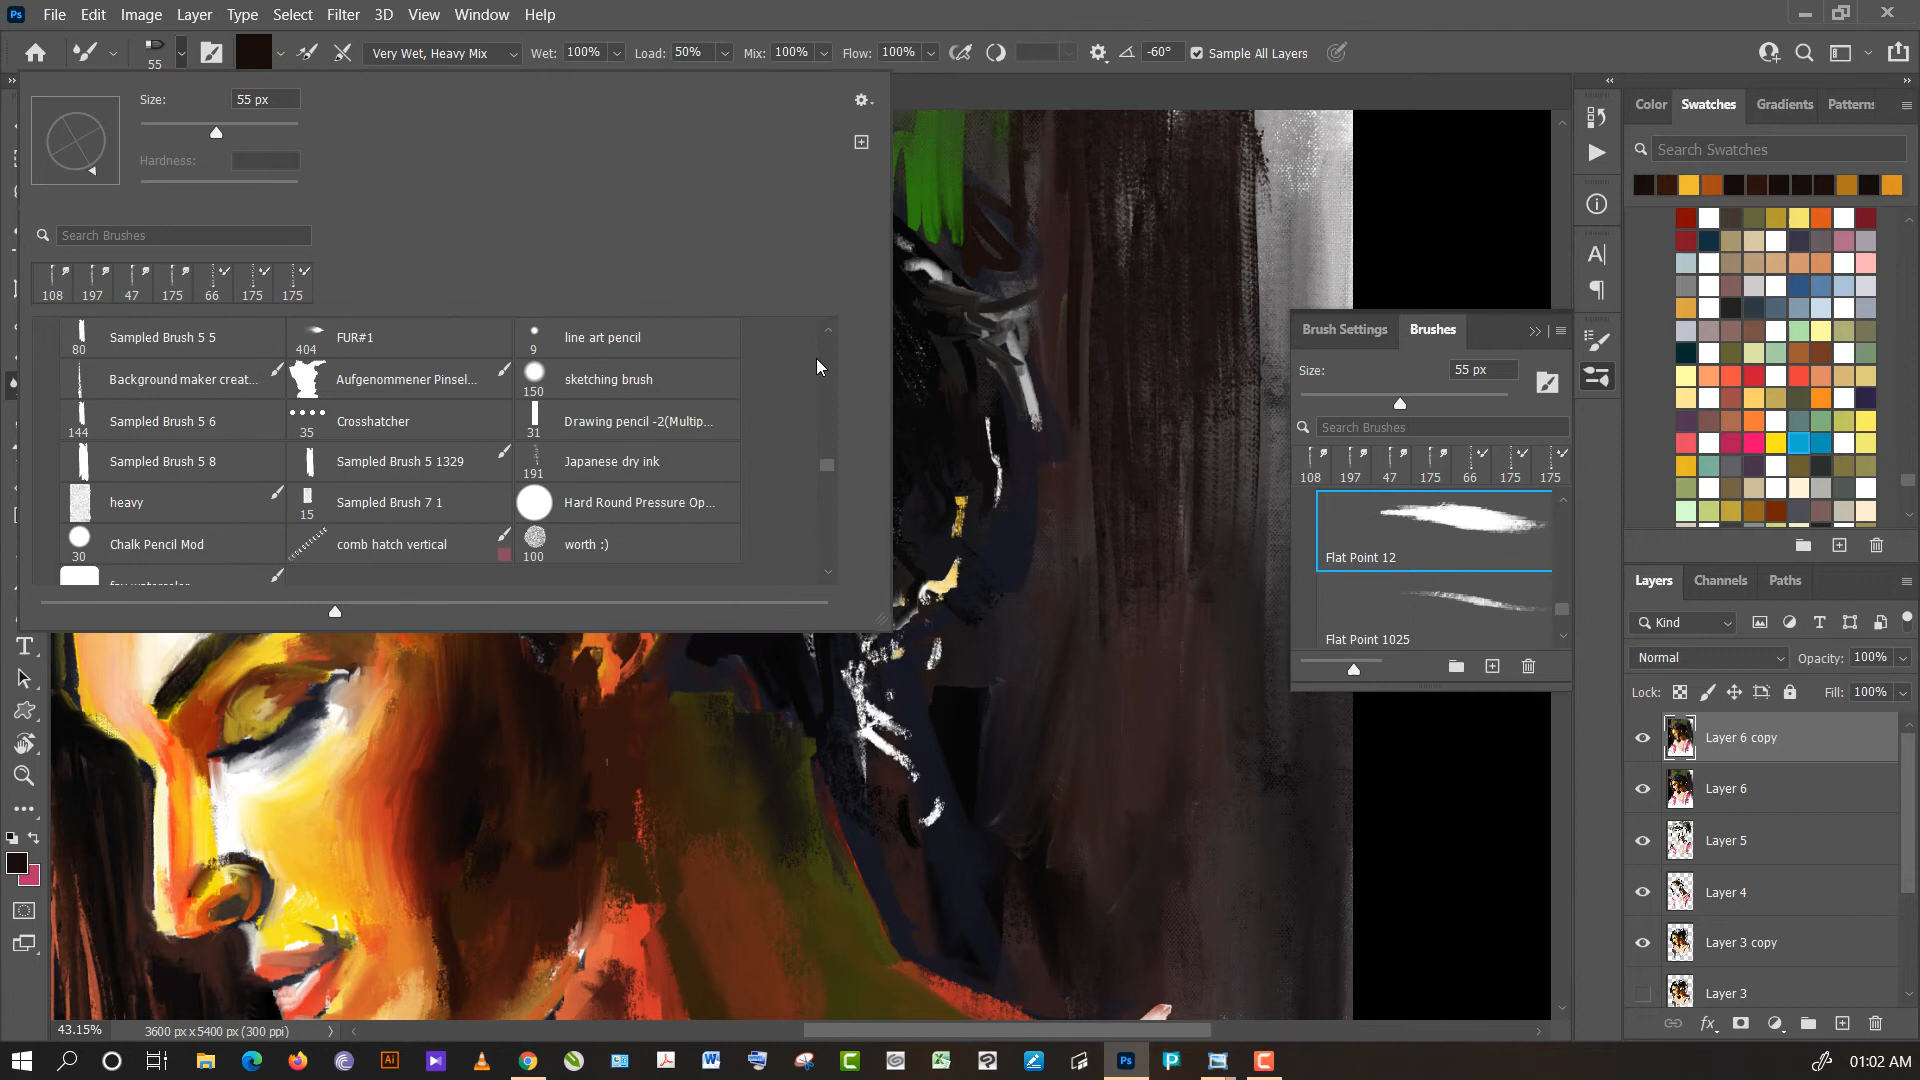 Ps File Edit Image Layer Type Select Filter 3D View Window Help
55 Very Wet, Heavy Mix Wet: 100% Load: 50% Mix: 100% Flow: 100% -60° Sample All Layers
Size: 55 px
Hardness:
Search Brushes
108 197 47 175 66 175 175
80 Sampled Brush 5 5 404 FUR#1 9 line art pencil
Background maker creat... Aufgenommener Pinsel... 150 sketching brush
144 Sampled Brush 5 6 35 Crosshatcher 31 Drawing pencil -2(Multip...
Sampled Brush 5 8 Sampled Brush 5 1329 191 Japanese dry ink
heavy 15 Sampled Brush 7 1 Hard Round Pressure Op...
30 Chalk Pencil Mod comb hatch vertical 100 worth :)
Brush Settings Brushes
Size: 55 px
Search Brushes
108 197 47 175 66 175 175
Flat Point 12
Flat Point 1025
Color Swatches Gradients Patterns
Search Swatches
Layers Channels Paths
Kind
Normal Opacity: 100%
Lock: Fill: 100%
Layer 6 copy
Layer 6
Layer 5
Layer 4
Layer 3 copy
Layer 3
43.15% 3600 px x 5400 px (300 ppi)
01:02 AM